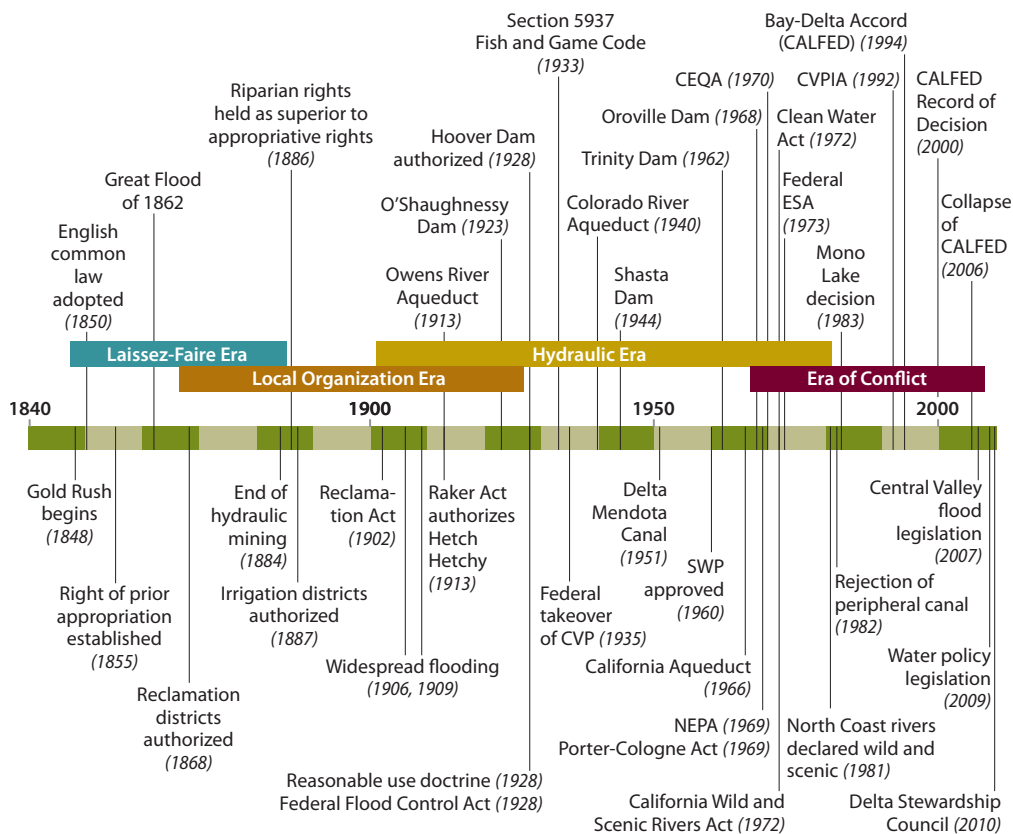 Section 5937
Fish and Game Code
(1933)
Bay-Delta Accord
(CALFED) (1994)
Riparian rights
held as superior to
appropriative rights
(1886)
CEQA (1970)
CVPIA (1992)
CALFED
Record of
Decision
(2000)
Hoover Dam
authorized (1928)
Oroville Dam (1968)
Clean Water
Act (1972)
Great Flood
of 1862
Trinity Dam (1962)
O'Shaughnessy
Dam (1923)
Colorado River
Aqueduct (1940)
Federal
ESA
(1973)
Collapse
of
CALFED
(2006)
English
common
law
adopted
(1850)
Owens River
Aqueduct
(1913)
Shasta
Dam
(1944)
Mono
Lake
decision
(1983)
Laissez-Faire Era
Hydraulic Era
Local Organization Era
Era of Conflict
1840
1900
1950
2000
Gold Rush
begins
(1848)
End of
hydraulic
mining
(1884)
Reclama-
tion Act
(1902)
Raker Act
authorizes
Hetch
Hetchy
(1913)
Delta
Mendota
Canal
(1951)
Central Valley
flood
legislation
(2007)
Right of prior
appropriation
established
(1855)
Irrigation districts
authorized
(1887)
Federal
takeover
of CVP (1935)
SWP
approved
(1960)
Rejection of
peripheral canal
(1982)
Widespread flooding
(1906, 1909)
California Aqueduct
(1966)
Water policy
legislation
(2009)
Reclamation
districts
authorized
(1868)
NEPA (1969)
Porter-Cologne Act (1969)
North Coast rivers
declared wild and
scenic (1981)
Reasonable use doctrine (1928)
Federal Flood Control Act (1928)
California Wild and
Scenic Rivers Act (1972)
Delta Stewardship
Council (2010)